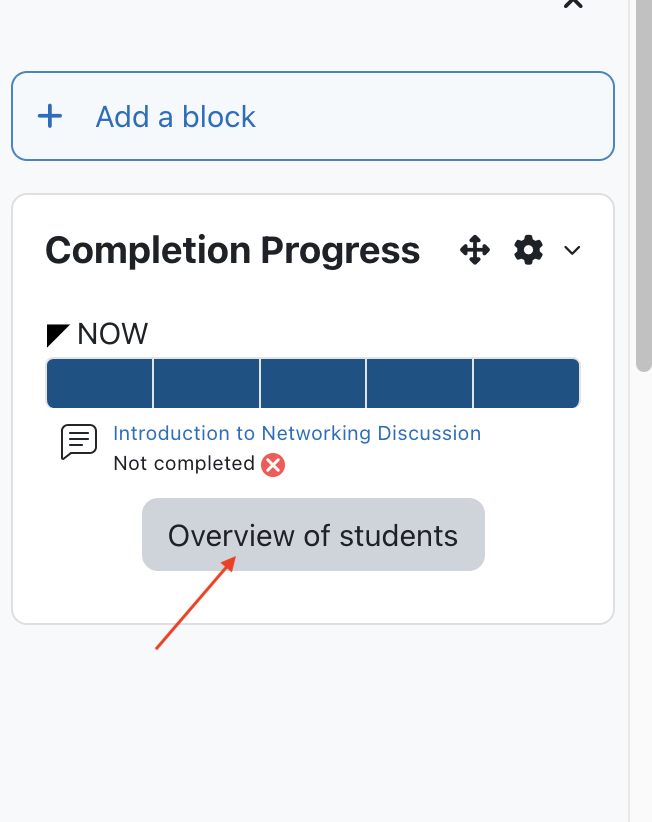 Add a block
Completion Progress
NOW
Introduction to Networking Discussion
Not completed
Overview of students